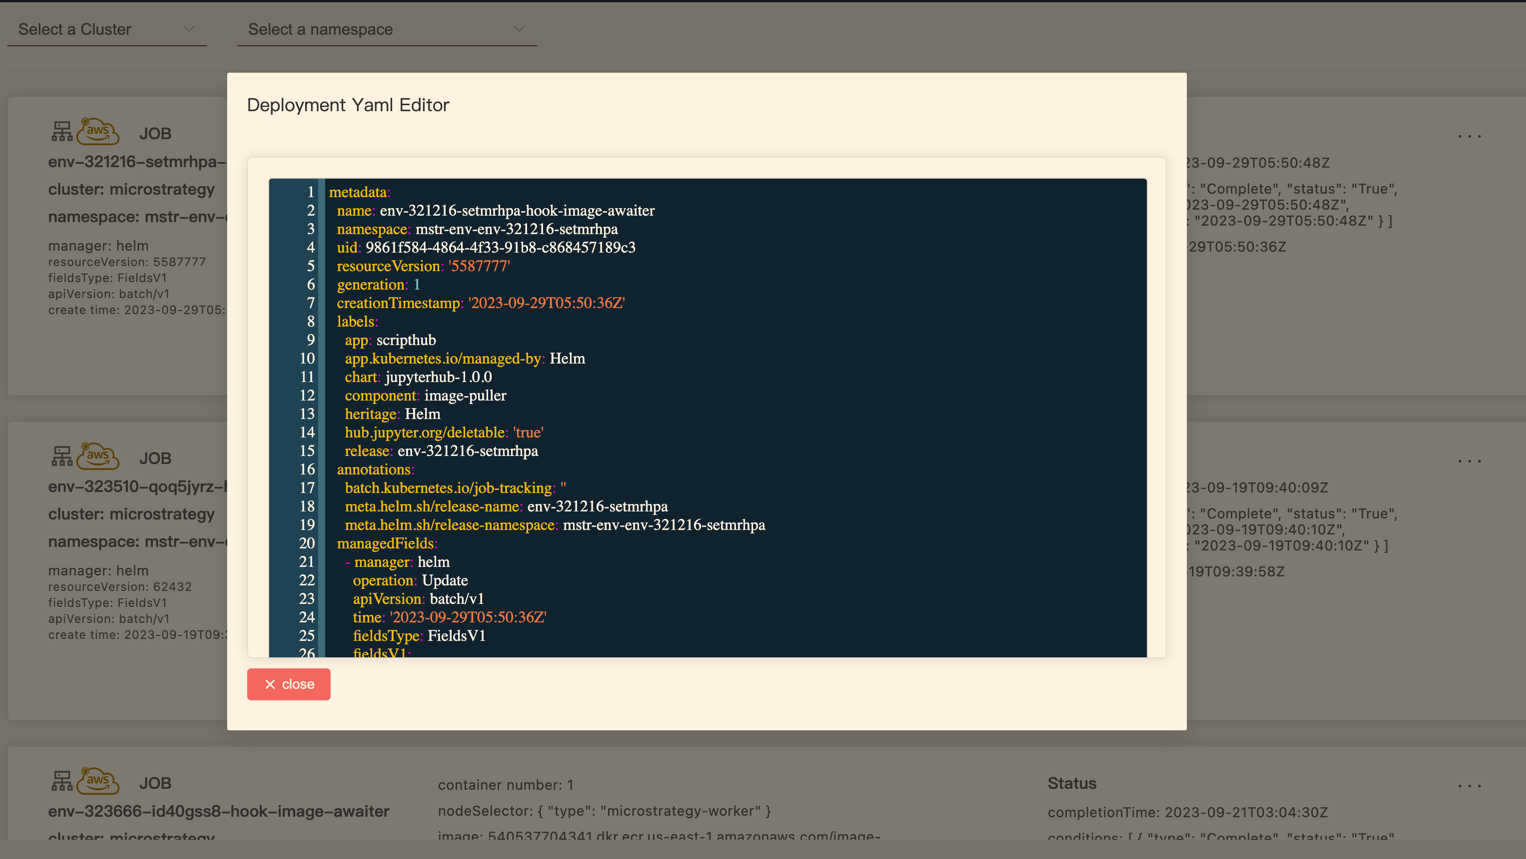 Select a Cluster
Select a namespace
Deployment Yaml Editor
1 metadata:
2 name: env-321216-setmrhpa-hook-image-awaiter
3 namespace: mstr-env-env-321216-setmrhpa
4 uid: 9861f584-4864-4f33-91b8-c868457189c3
5 resourceVersion: '5587777'
6 generation: 1
7 creationTimestamp: '2023-09-29T05:50:36Z'
8 labels:
9 app: scripthub
10 app.kubernetes.io/managed-by: Helm
11 chart: jupyterhub-1.0.0
12 component: image-puller
13 heritage: Helm
14 hub.jupyter.org/deletable: 'true'
15 release: env-321216-setmrhpa
16 annotations:
17 batch.kubernetes.io/job-tracking: ''
18 meta.helm.sh/release-name: env-321216-setmrhpa
19 meta.helm.sh/release-namespace: mstr-env-env-321216-setmrhpa
20 managedFields:
21 - manager: helm
22 operation: Update
23 apiVersion: batch/v1
24 time: '2023-09-29T05:50:36Z'
25 fieldsType: FieldsV1
26 fieldsV1:
× close
aws JOB
env-321216-setmrhpa-
cluster: microstrategy
namespace: mstr-env-
manager: helm
resourceVersion: 5587777
fieldsType: FieldsV1
apiVersion: batch/v1
create time: 2023-09-29T05:
...
23-09-29T05:50:48Z
": "Complete", "status": "True",
023-09-29T05:50:48Z",
: "2023-09-29T05:50:48Z" } ]
-29T05:50:36Z
aws JOB
env-323510-qoq5jyrz-h
cluster: microstrategy
namespace: mstr-env-
manager: helm
resourceVersion: 62432
fieldsType: FieldsV1
apiVersion: batch/v1
create time: 2023-09-19T09:3
...
23-09-19T09:40:09Z
": "Complete", "status": "True",
023-09-19T09:40:10Z",
: "2023-09-19T09:40:10Z" } ]
19T09:39:58Z
aws JOB
env-323666-id40gss8-hook-image-awaiter
cluster: microstrategy
container number: 1
nodeSelector: { "type": "microstrategy-worker" }
image: 540537704341.dkr.ecr.us-east-1.amazonaws.com/image-
Status
...
completionTime: 2023-09-21T03:04:30Z
conditions: [ { "type": "Complete", "status": "True",